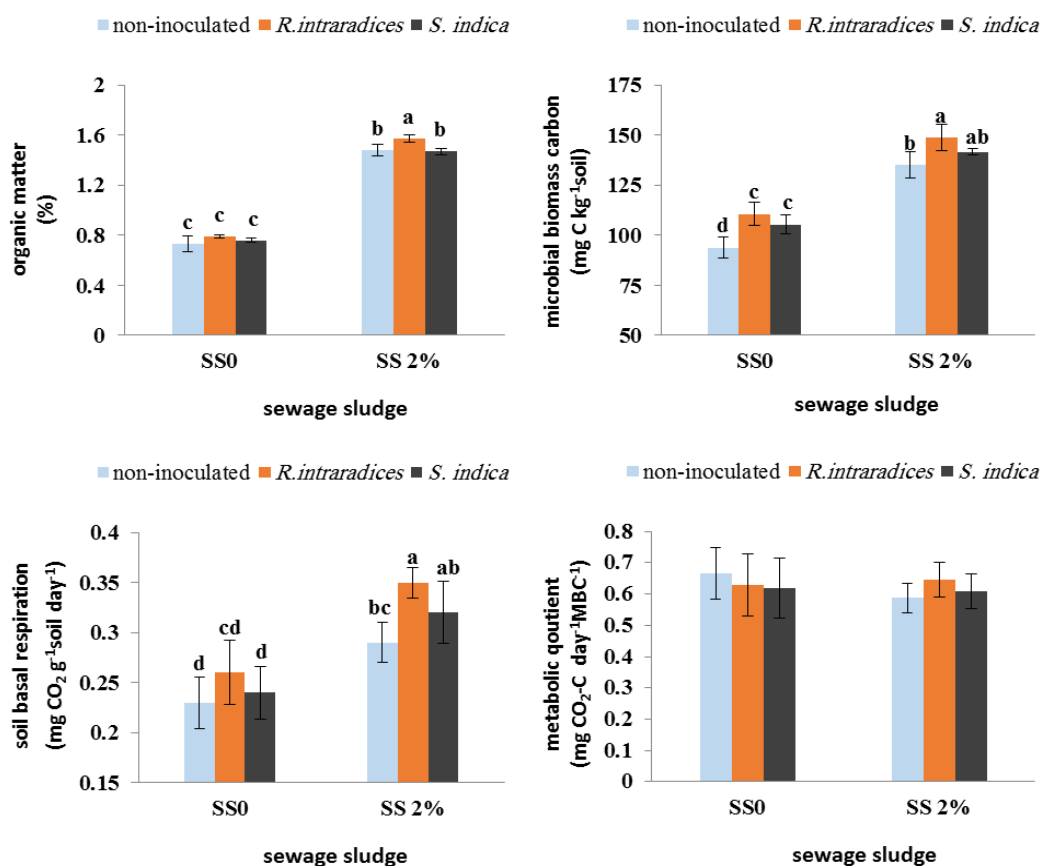 non-inoculated R.intraradices S. indica
organic matter
(%)
2
1.6
1.2
0.8
0.4
0
c c c
b a b
SS0 SS 2%
sewage sludge
non-inoculated R.intraradices S. indica
microbial biomass carbon
(mg C kg⁻¹soil)
175
150
125
100
75
50
d c c
b a ab
SS0 SS 2%
sewage sludge
non-inoculated R.intraradices S. indica
soil basal respiration
(mg CO₂ g⁻¹soil day⁻¹)
0.4
0.35
0.3
0.25
0.2
0.15
d cd d
bc a ab
SS0 SS 2%
sewage sludge
non-inoculated R.intraradices S. indica
metabolic qoutient
(mg CO₂-C day⁻¹MBC⁻¹)
0.8
0.7
0.6
0.5
0.4
0.3
0.2
0.1
0
SS0 SS 2%
sewage sludge